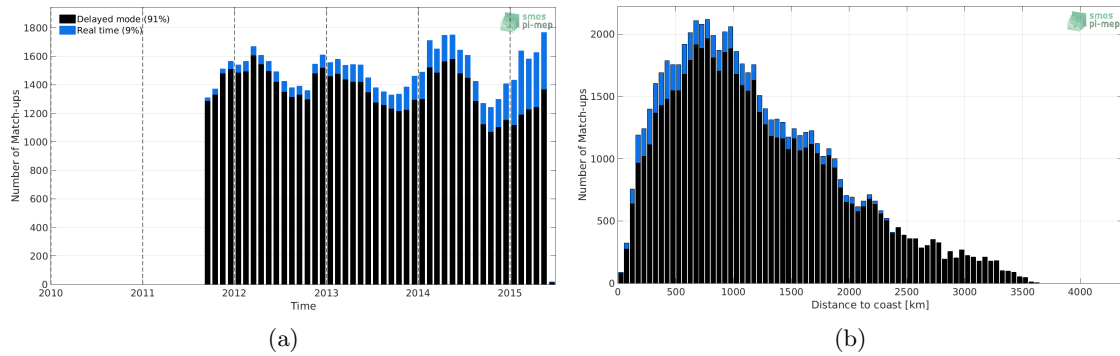 Delayed mode (91%)
Real time (9%)
smos
pi-mep
Number of Match-ups
1800
1600
1400
1200
1000
800
600
400
200
0
2010 2011 2012 2013 2014 2015
Time
(a)
smos
pi-mep
Number of Match-ups
2000
1500
1000
500
0
0 500 1000 1500 2000 2500 3000 3500 4000
Distance to coast [km]
(b)